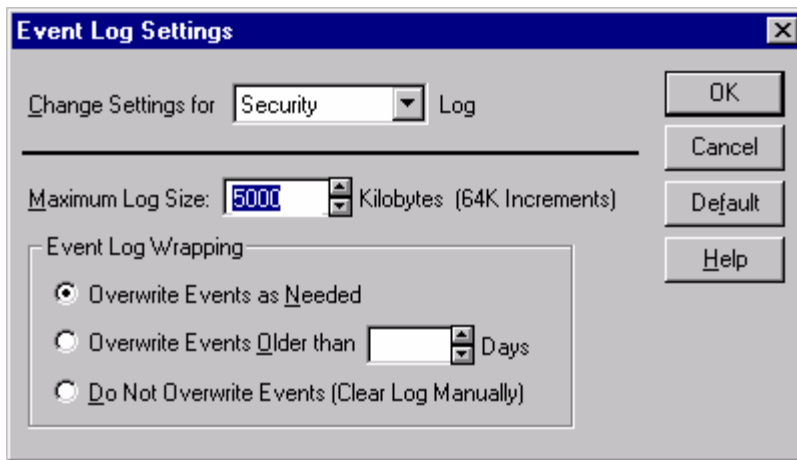 Event Log Settings
Change Settings for Security Log
OK
Cancel
Maximum Log Size: 5000 Kilobytes (64K Increments)
Default
Event Log Wrapping
Help
Overwrite Events as Needed
Overwrite Events Older than Days
Do Not Overwrite Events (Clear Log Manually)